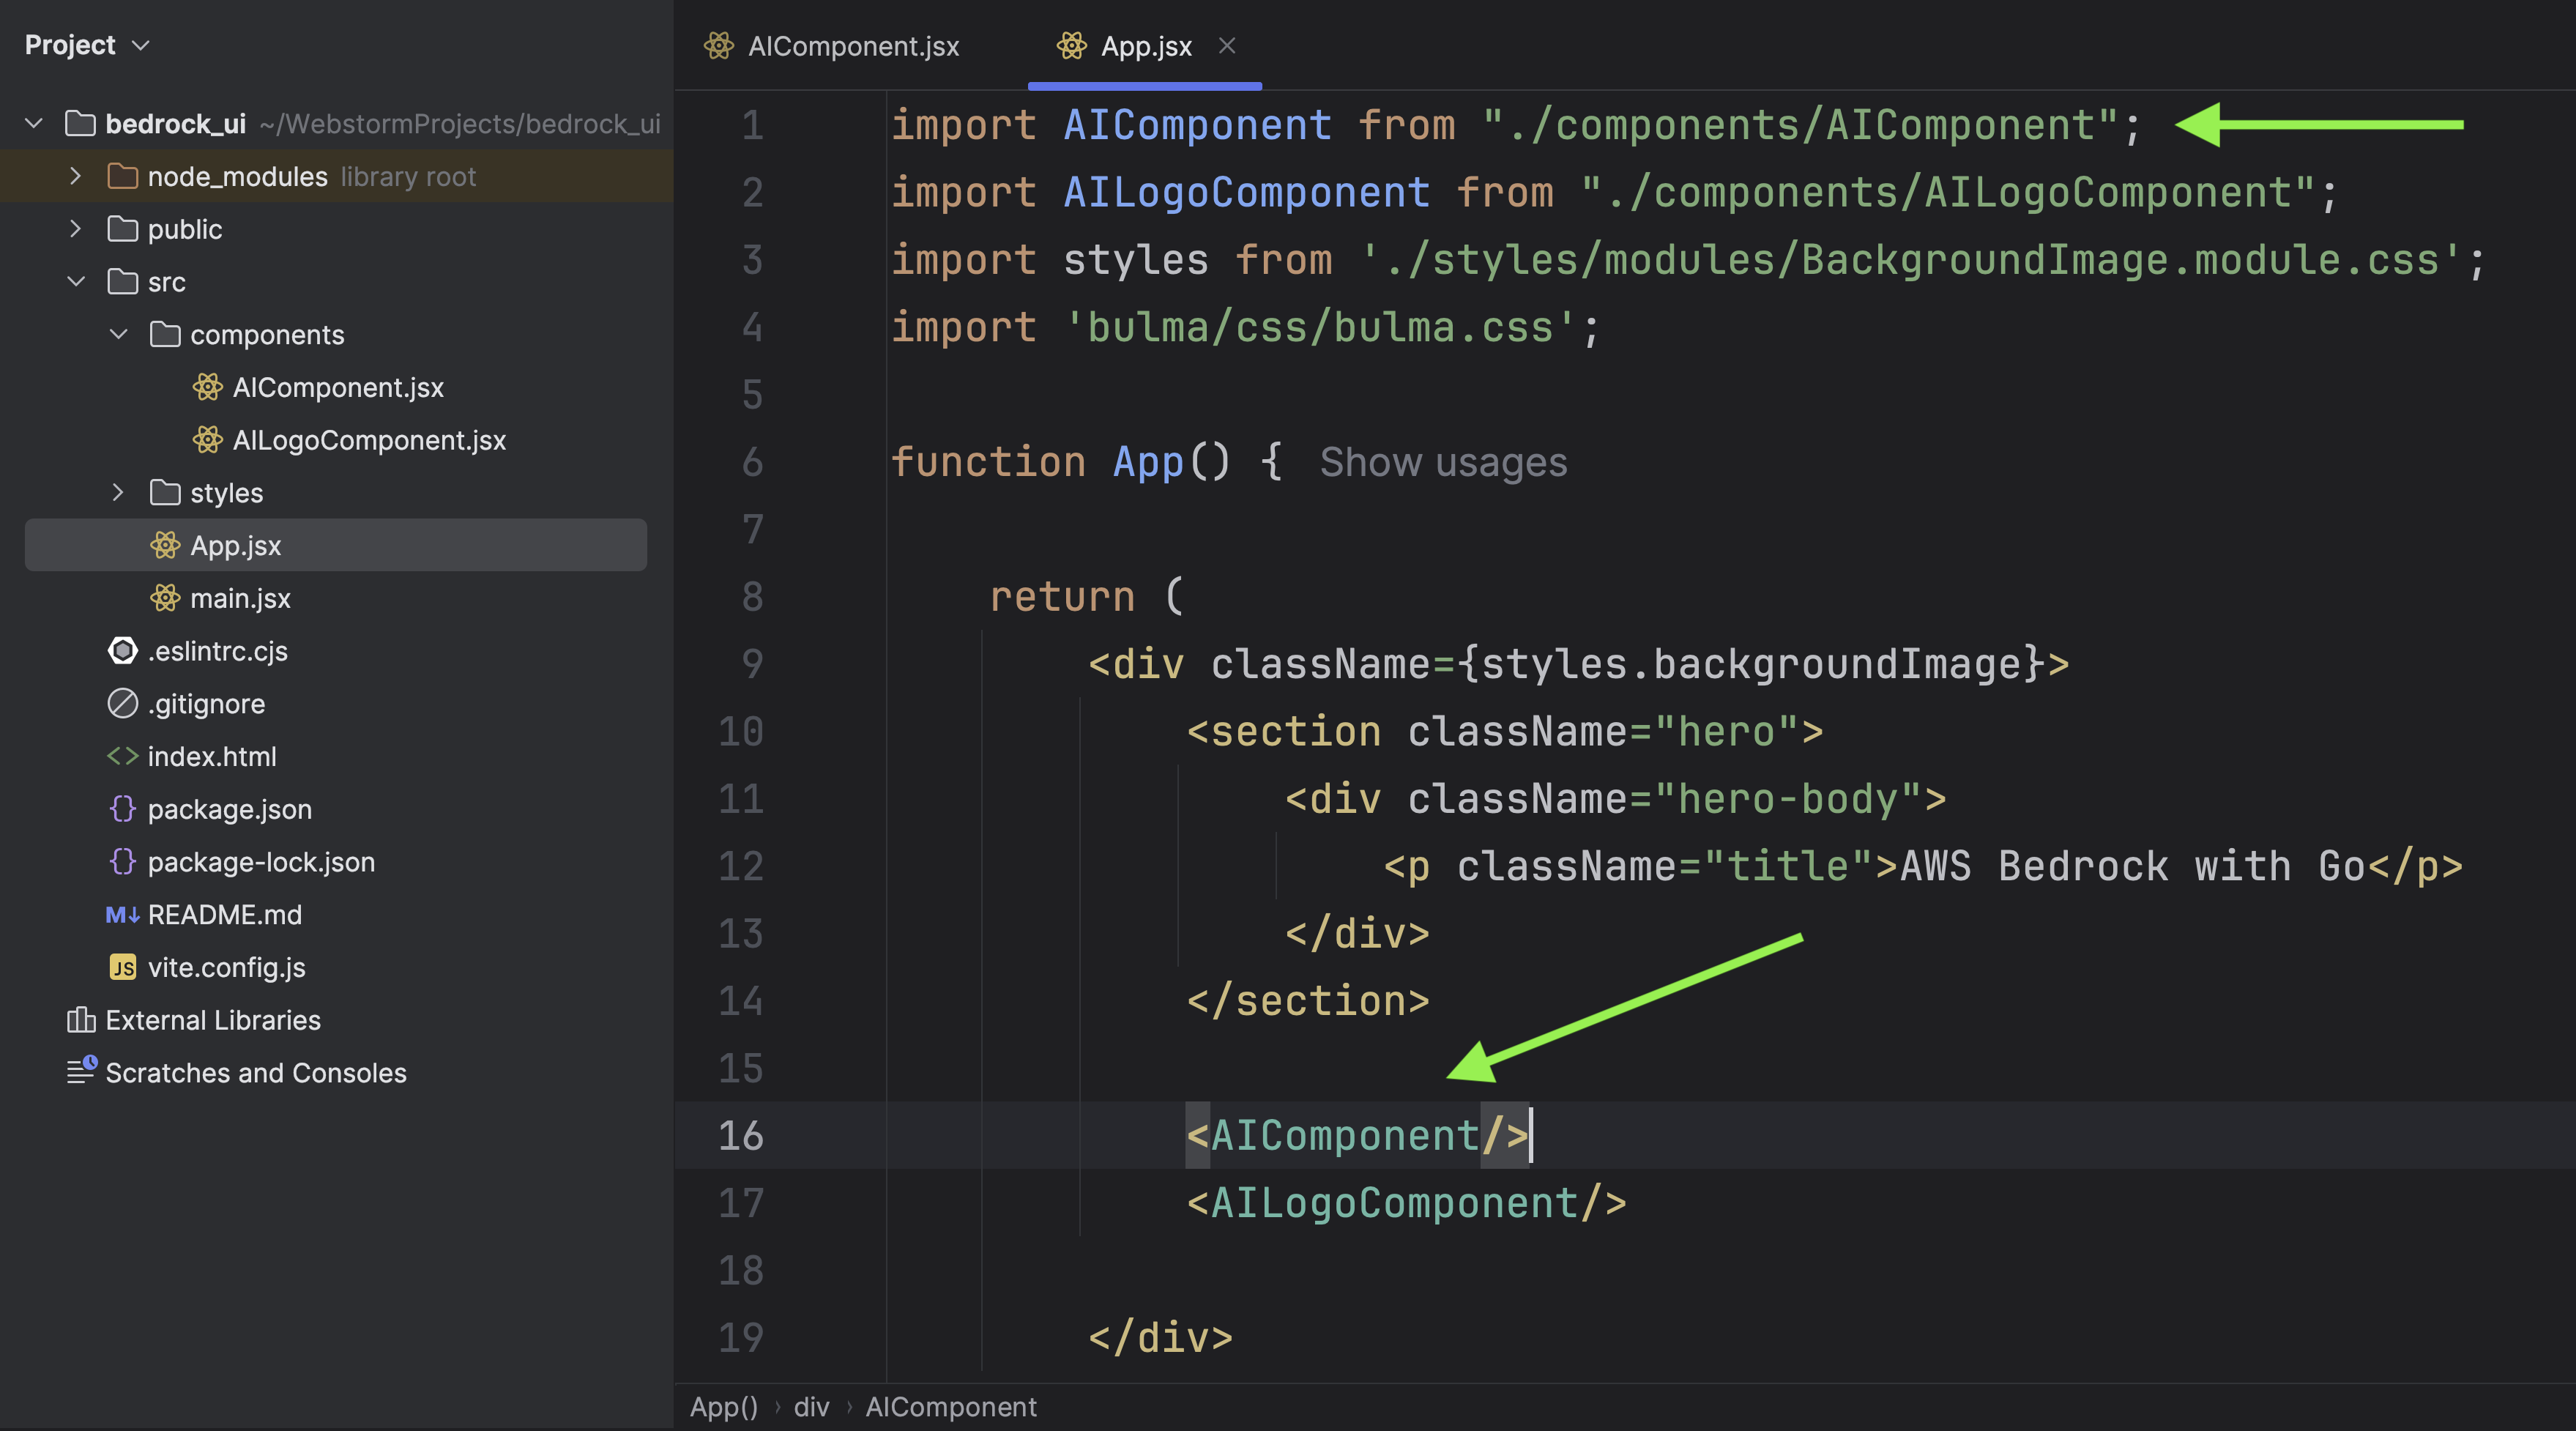 Project
bedrock_ui ~/WebstormProjects/bedrock_ui
node_modules library root
public
src
components
AIComponent.jsx
AILogoComponent.jsx
styles
App.jsx
main.jsx
.eslintrc.cjs
.gitignore
index.html
package.json
package-lock.json
README.md
JS vite.config.js
External Libraries
Scratches and Consoles
AIComponent.jsx App.jsx
1 import AIComponent from "./components/AIComponent";
2 import AILogoComponent from "./components/AILogoComponent";
3 import styles from './styles/modules/BackgroundImage.module.css';
4 import 'bulma/css/bulma.css';
5
6 function App() { Show usages
7
8 return (
9 <div className={styles.backgroundImage}>
10 <section className="hero">
11 <div className="hero-body">
12 <p className="title">AWS Bedrock with Go</p>
13 </div>
14 </section>
15
16 <AIComponent/>
17 <AILogoComponent/>
18
19 </div>
App() › div › AIComponent